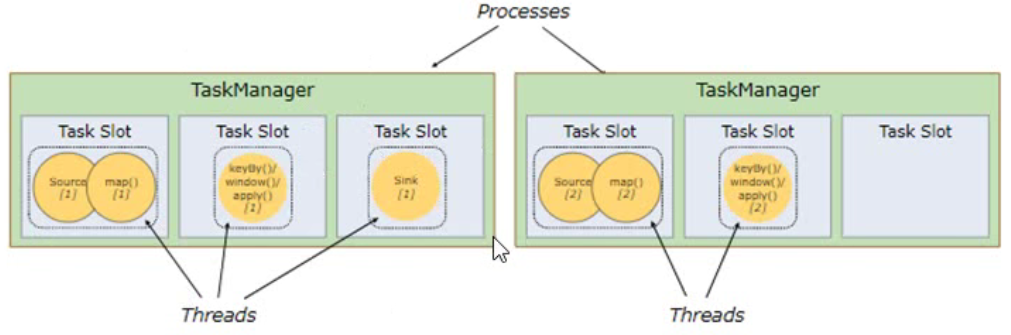 Processes
TaskManager
Task Slot
Source
[1]
map()
[1]
Task Slot
keyBy()/
window()/
apply()
[1]
Task Slot
Sink
[1]
Threads
TaskManager
Task Slot
Source
[2]
map()
[2]
Task Slot
keyBy()/
window()/
apply()
[2]
Task Slot
Threads